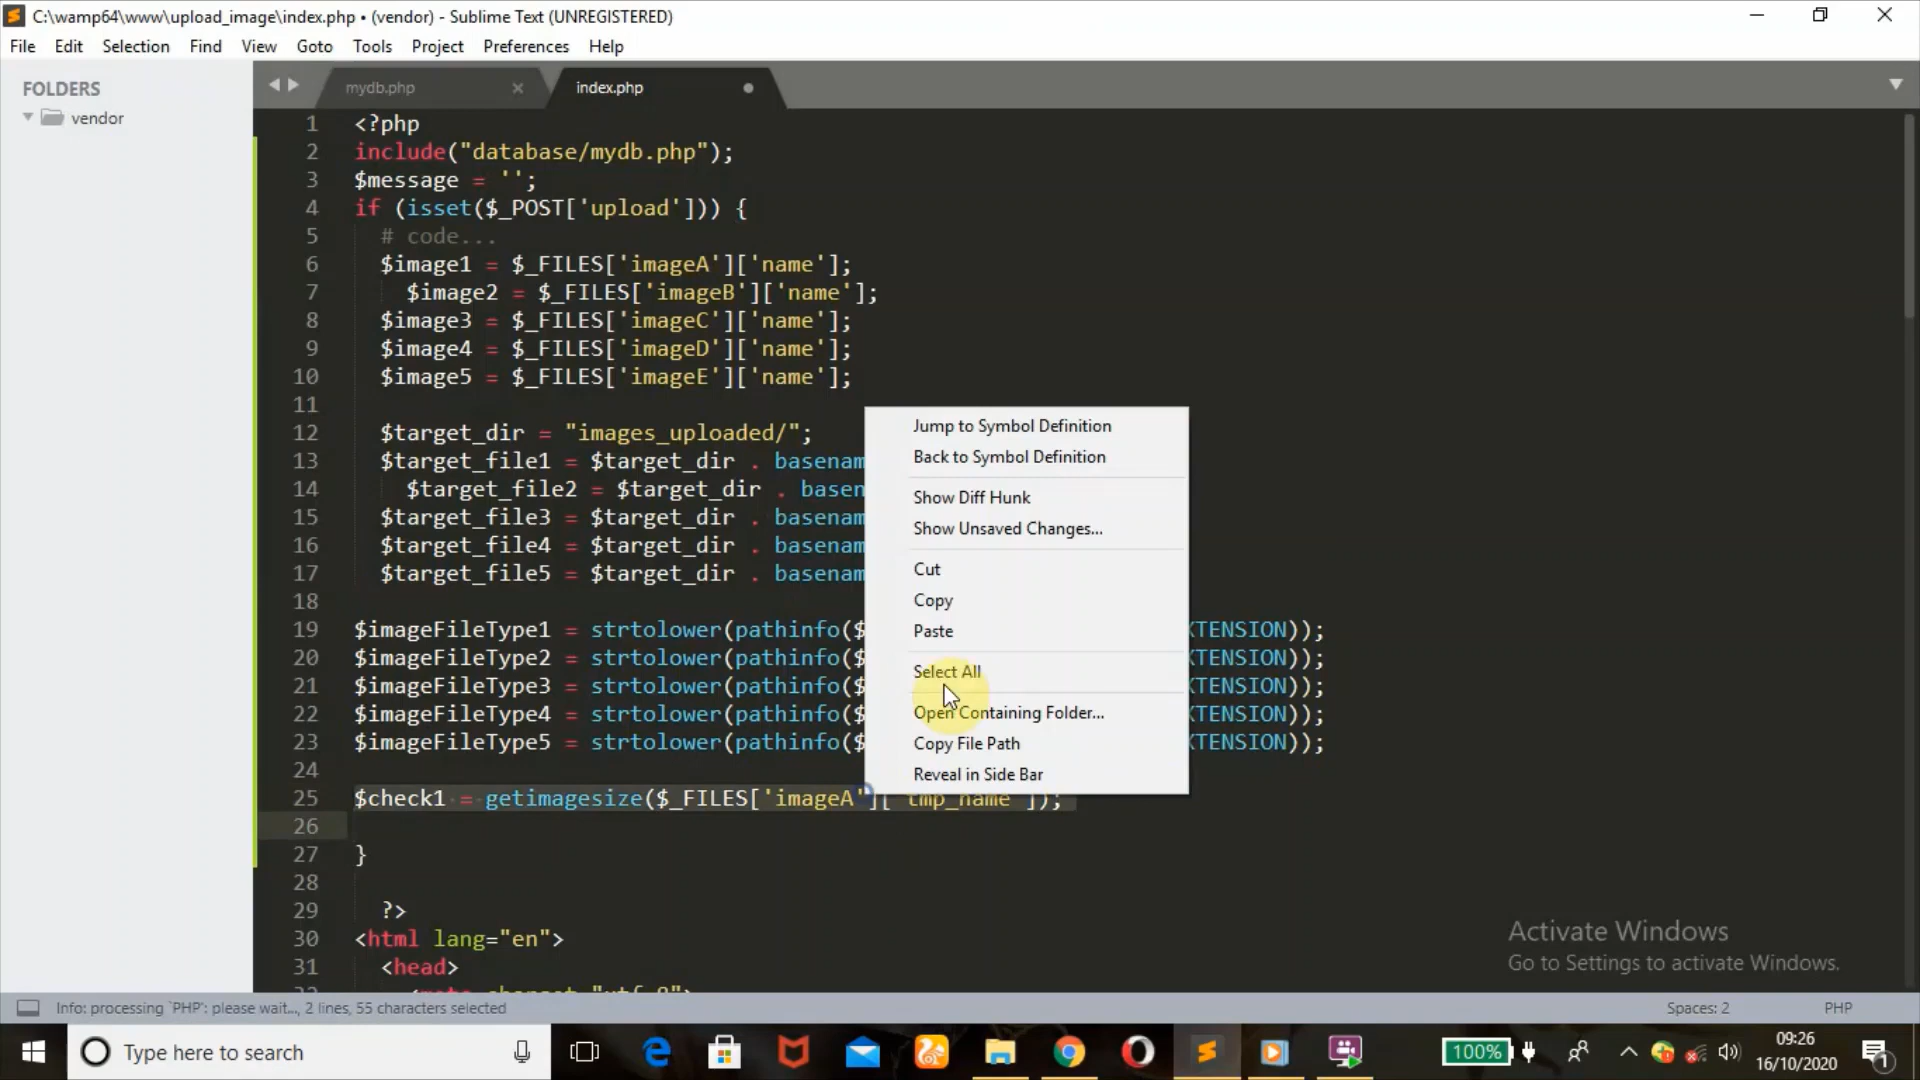 C:\wamp64\www\upload_image\index.php • (vendor) - Sublime Text (UNREGISTERED)
File Edit Selection Find View Goto Tools Project Preferences Help
FOLDERS
vendor
mydb.php
index.php
1 <?php
2 include("database/mydb.php");
3 $message = '';
4 if (isset($_POST['upload'])) {
5 # code...
6 $image1 = $_FILES['imageA']['name'];
7 $image2 = $_FILES['imageB']['name'];
8 $image3 = $_FILES['imageC']['name'];
9 $image4 = $_FILES['imageD']['name'];
10 $image5 = $_FILES['imageE']['name'];
11
12 $target_dir = "images_uploaded/";
13 $target_file1 = $target_dir . basenam
14 $target_file2 = $target_dir . basen
15 $target_file3 = $target_dir . basenam
16 $target_file4 = $target_dir . basenam
17 $target_file5 = $target_dir . basenam
18
19 $imageFileType1 = strtolower(pathinfo($ XTENSION));
20 $imageFileType2 = strtolower(pathinfo($ XTENSION));
21 $imageFileType3 = strtolower(pathinfo($ XTENSION));
22 $imageFileType4 = strtolower(pathinfo($ XTENSION));
23 $imageFileType5 = strtolower(pathinfo($ XTENSION));
24
25 $check1 = getimagesize($_FILES['imageA']['tmp_name']);
26
27 }
28
29 ?>
30 <html lang="en">
31 <head>
Jump to Symbol Definition
Back to Symbol Definition
Show Diff Hunk
Show Unsaved Changes...
Cut
Copy
Paste
Select All
Open Containing Folder...
Copy File Path
Reveal in Side Bar
Activate Windows
Go to Settings to activate Windows.
Info: processing `PHP': please wait..., 2 lines, 55 characters selected
Spaces: 2
PHP
Type here to search
100%
09:26
16/10/2020
1